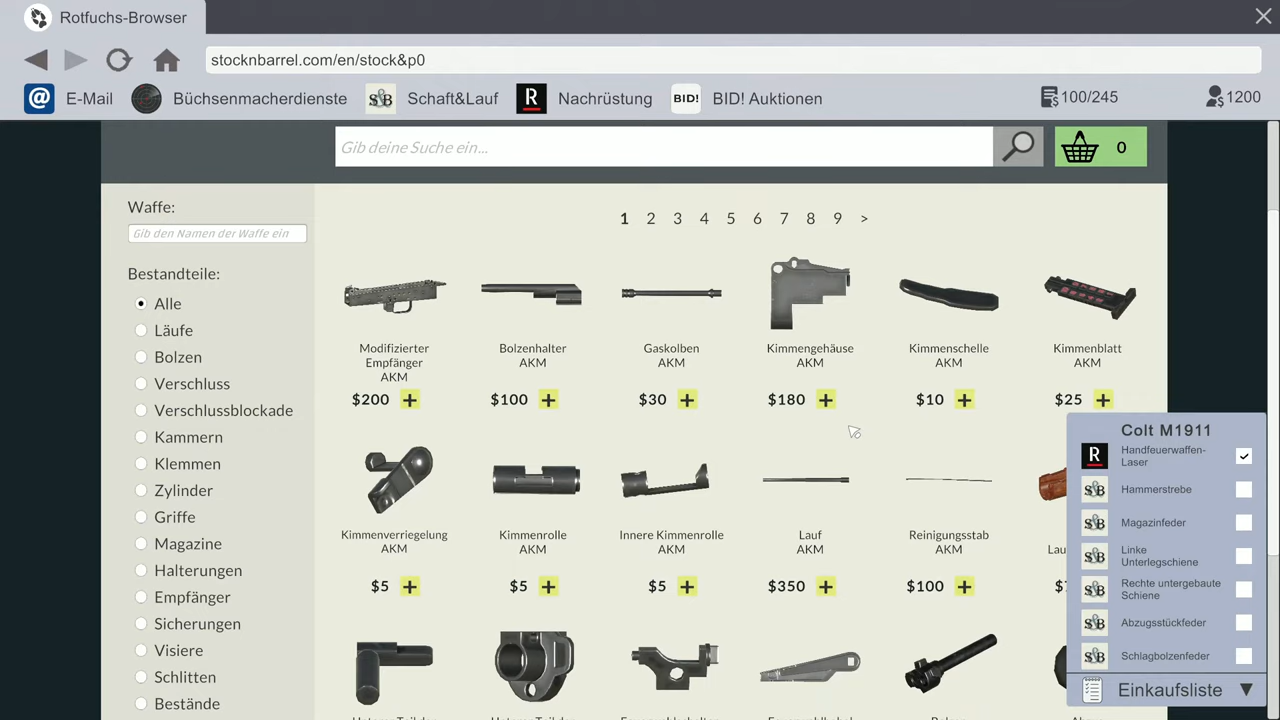 Rotfuchs-Browser
stocknbarrel.com/en/stock&p0
@ E-Mail Büchsenmacherdienste S&B Schaft&Lauf R Nachrüstung BID! BID! Auktionen 100/245 1200
Gib deine Suche ein... 0
Waffe:
Gib den Namen der Waffe ein
Bestandteile:
Alle
Läufe
Bolzen
Verschluss
Verschlussblockade
Kammern
Klemmen
Zylinder
Griffe
Magazine
Halterungen
Empfänger
Sicherungen
Visiere
Schlitten
Bestände
1 2 3 4 5 6 7 8 9 >
Modifizierter
Empfänger
AKM
$200 +
Bolzenhalter
AKM
$100 +
Gaskolben
AKM
$30 +
Kimmengehäuse
AKM
$180 +
Kimmenschelle
AKM
$10 +
Kimmenblatt
AKM
$25 +
Kimmenverriegelung
AKM
$5 +
Kimmenrolle
AKM
$5 +
Innere Kimmenrolle
AKM
$5 +
Lauf
AKM
$350 +
Reinigungsstab
AKM
$100 +
Colt M1911
R Handfeuerwaffen-
Laser
S&B Hammerstrebe
S&B Magazinfeder
S&B Linke
Unterlegschiene
S&B Rechte untergebaute
Schiene
S&B Abzugsstückfeder
S&B Schlagbolzenfeder
Einkaufsliste ▼